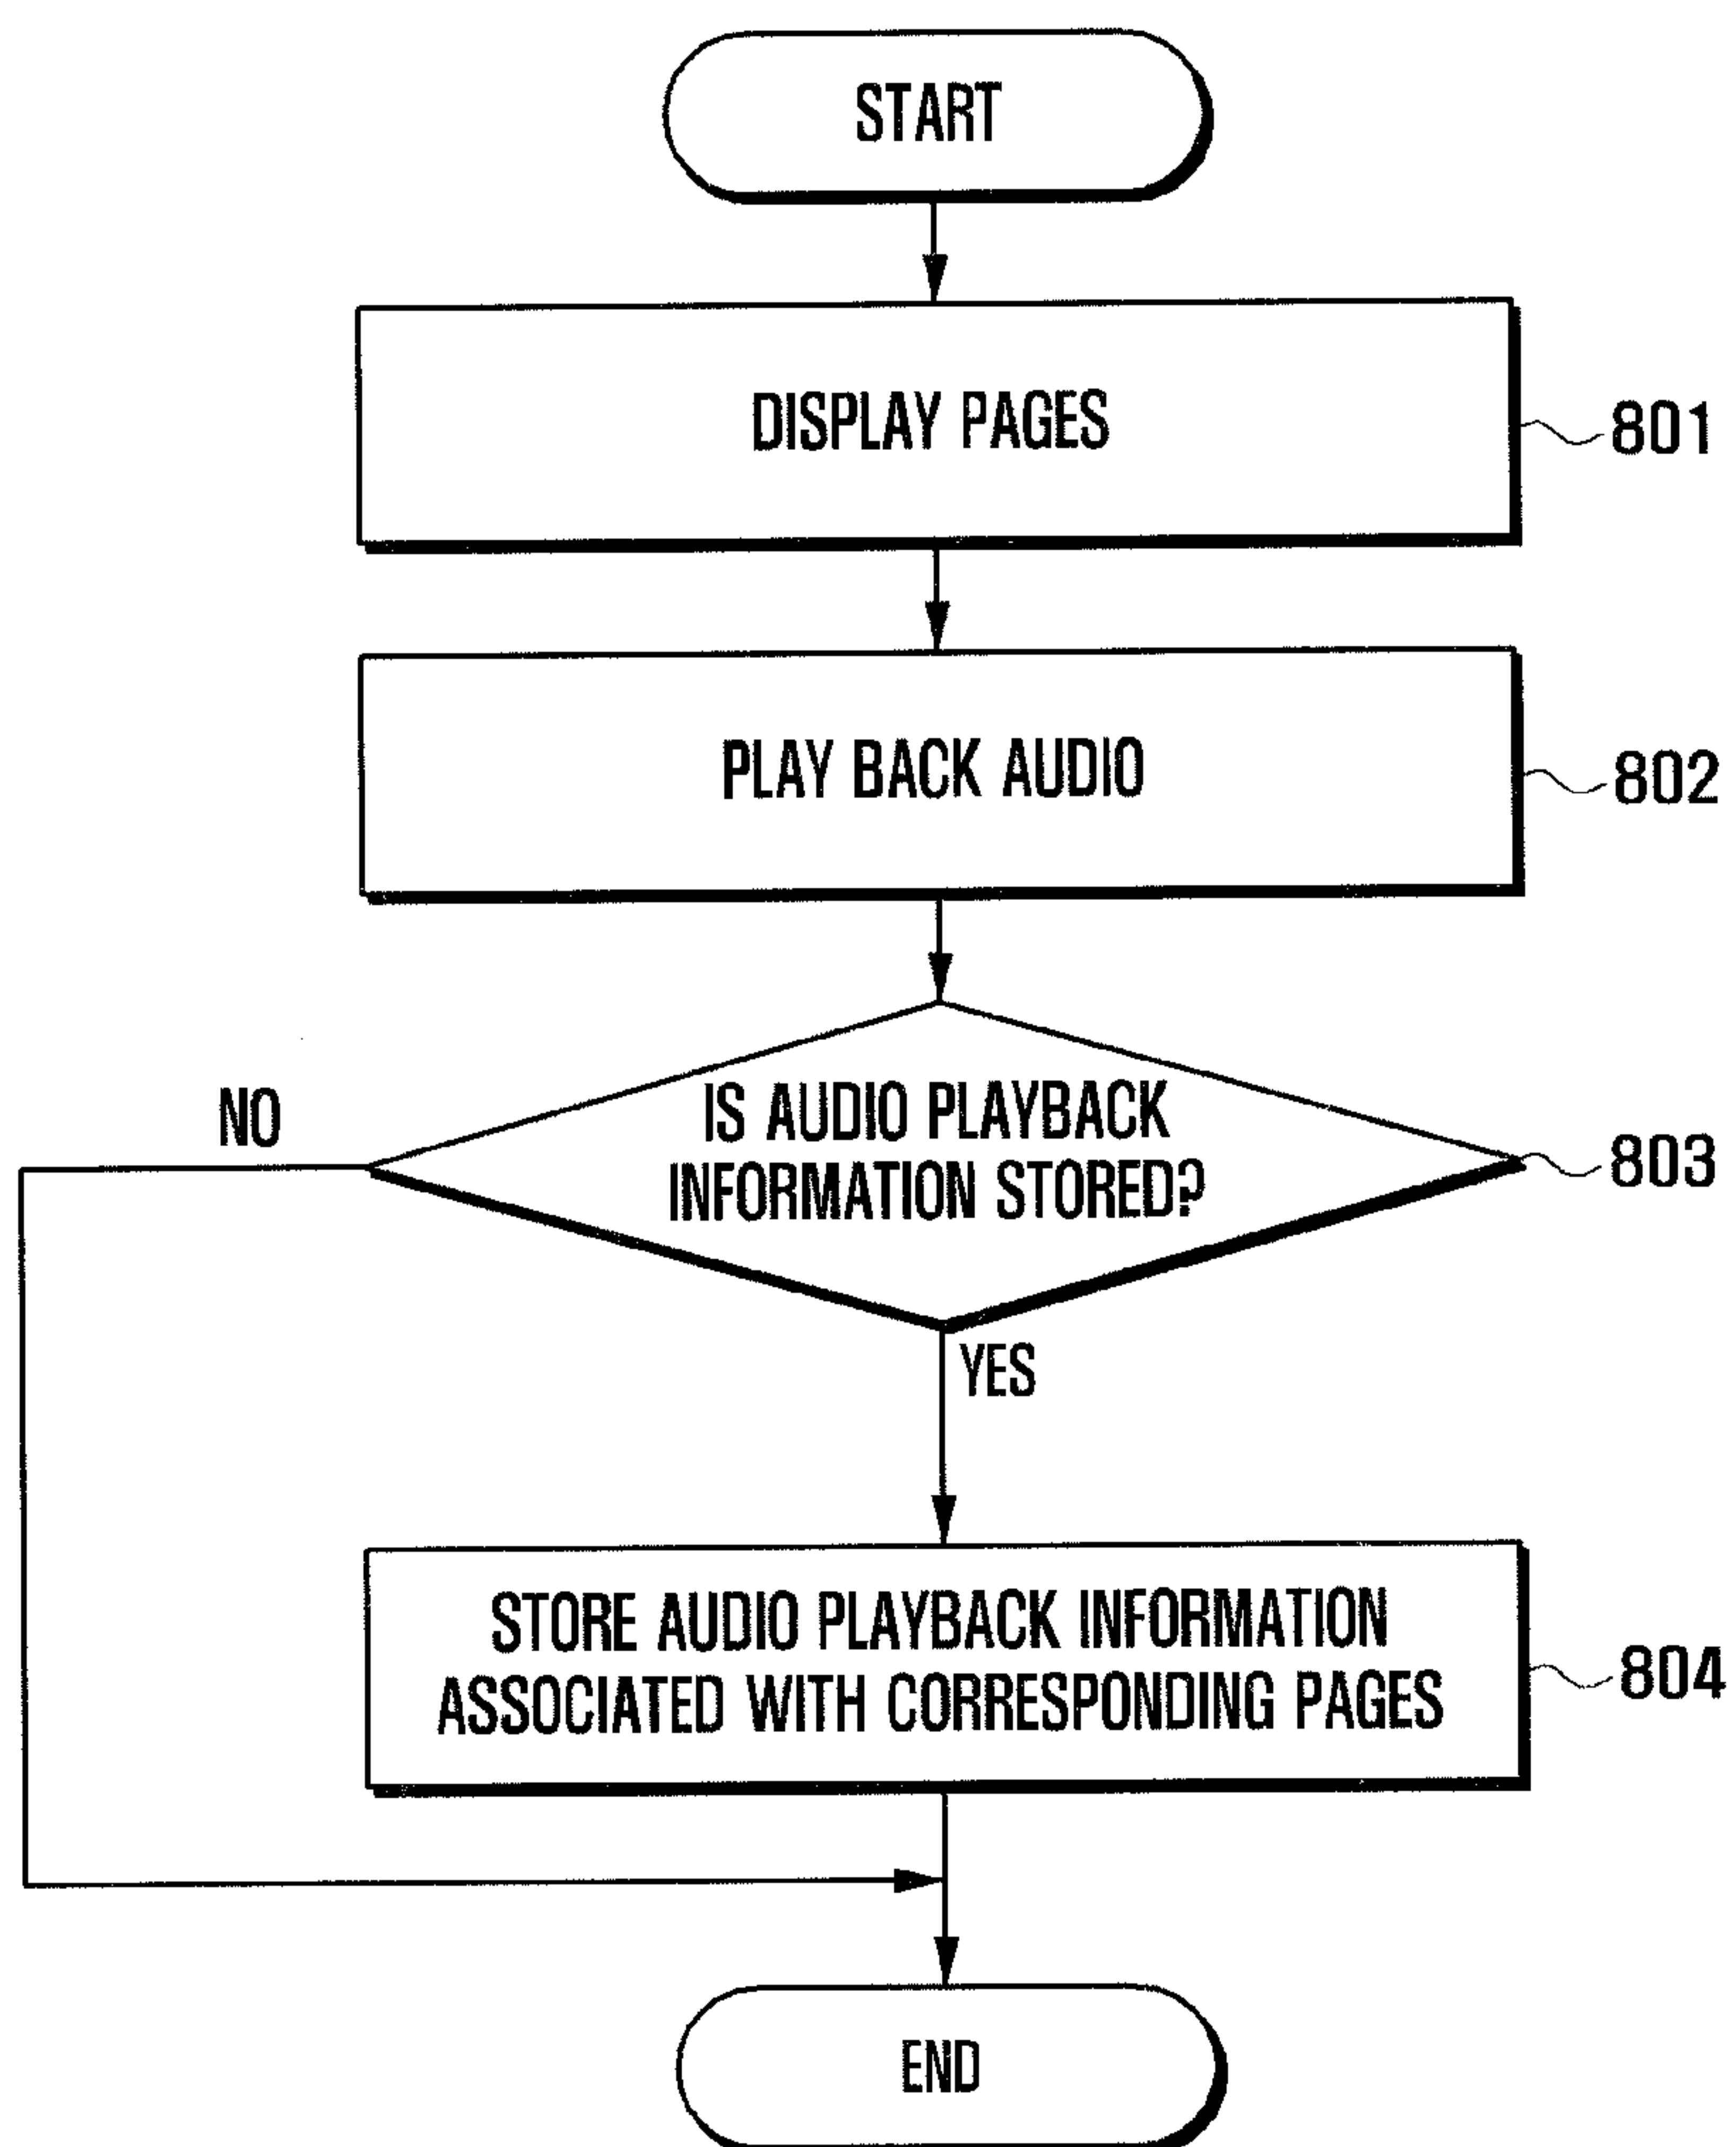 START
DISPLAY PAGES
801
PLAY BACK AUDIO
802
NO
IS AUDIO PLAYBACK
INFORMATION STORED?
803
YES
STORE AUDIO PLAYBACK INFORMATION
ASSOCIATED WITH CORRESPONDING PAGES
804
END